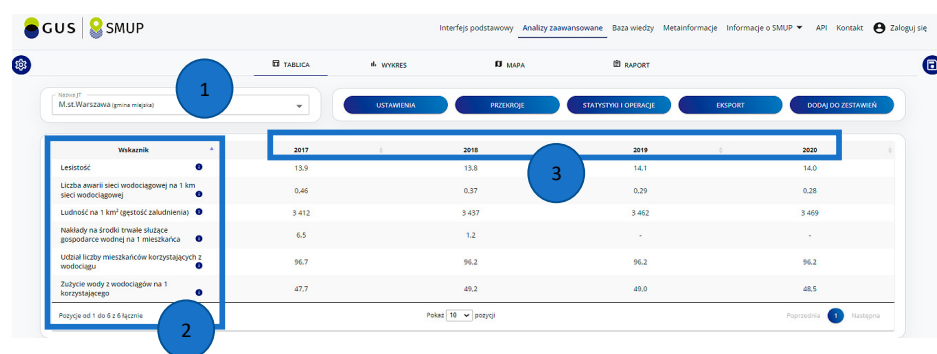 GUS SMUP
Interfejs podstawowy Analizy zaawansowane Baza wiedzy Metainformacje Informacje o SMUP API Kontakt Zaloguj się
TABLICA WYKRES MAPA RAPORT
Nazwa JT
M.st.Warszawa (gmina miejska)
1
USTAWIENIA PRZEKROJE STATYSTYKI I OPERACJE EKSPORT DODAJ DO ZESTAWIEŃ
Wskaźnik 2017 2018 2019 2020
3
Lesistość 13,9 13,8 14.1 14.0
Liczba awarii sieci wodociągowej na 1 km
sieci wodociągowej 0,46 0,37 0,29 0,28
Ludność na 1 km² (gęstość zaludnienia) 3 412 3 437 3 462 3 469
Nakłady na środki trwałe służące
gospodarce wodnej na 1 mieszkańca 6.5 1.2 - -
Udział liczby mieszkańców korzystających z
wodociągu 96.7 96.2 96.2 96.2
Zużycie wody z wodociągów na 1
korzystającego 47,7 49,2 49,0 48,5
Pozycje od 1 do 6 z 6 łącznie Pokaż 10 pozycji Poprzednia 1 Następna
2